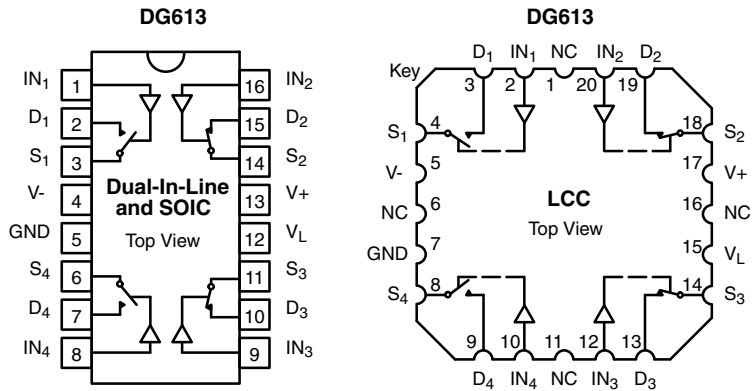 DG613
IN1 1 16 IN2
D1 2 15 D2
S1 3 14 S2
V- 4 13 V+
GND 5 12 VL
S4 6 11 S3
D4 7 10 D3
IN4 8 9 IN3
Dual-In-Line
and SOIC
Top View
DG613
Key D1 IN1 NC IN2 D2
3 2 1 20 19
S1 4 18 S2
V- 5 17 V+
NC 6 16 NC
GND 7 15 VL
S4 8 14 S3
LCC
Top View
9 10 11 12 13
D4 IN4 NC IN3 D3